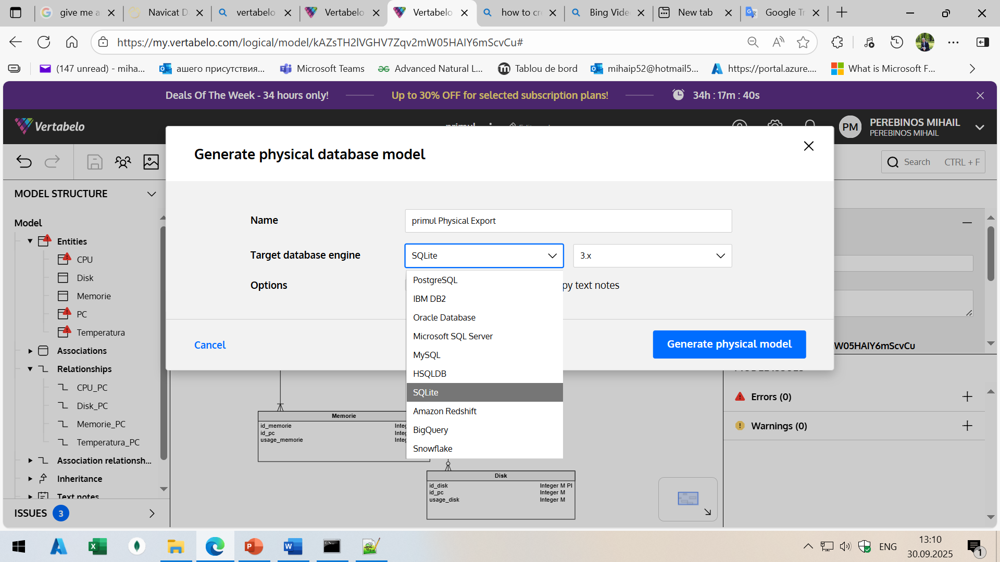 give me a
Navicat D
vertabelo
Vertabelo
Vertabelo
how to cre
Bing Vide
New tab
Google Tr
https://my.vertabelo.com/logical/model/kAZsTH2lVGHV7Zqv2mW05HAIY6mScvCu#
(147 unread) - miha...
ашего присутствия...
Microsoft Teams
Advanced Natural L...
Tablou de bord
mihaip52@hotmail5...
https://portal.azure....
What is Microsoft F...
Deals Of The Week - 34 hours only!
Up to 30% OFF for selected subscription plans!
34h : 17m : 40s
Vertabelo
PM
PEREBINOS MIHAIL
PEREBINOS MIHAIL
Generate physical database model
Search
CTRL + F
MODEL STRUCTURE
Model
Entities
CPU
Disk
Memorie
PC
Temperatura
Associations
Relationships
CPU_PC
Disk_PC
Memorie_PC
Temperatura_PC
Association relationsh...
Inheritance
Text notes
ISSUES
3
Name
primul Physical Export
Target database engine
SQLite
3.x
Options
py text notes
PostgreSQL
IBM DB2
Oracle Database
Microsoft SQL Server
MySQL
HSQLDB
SQLite
Amazon Redshift
BigQuery
Snowflake
Cancel
Generate physical model
W05HAIY6mScvCu
Errors (0)
Warnings (0)
Memorie
id_memorie Integ
id_pc Integ
usage_memorie Integ
Disk
id_disk Integer M PI
id_pc Integer M
usage_disk Integer M
ENG
13:10
30.09.2025
1